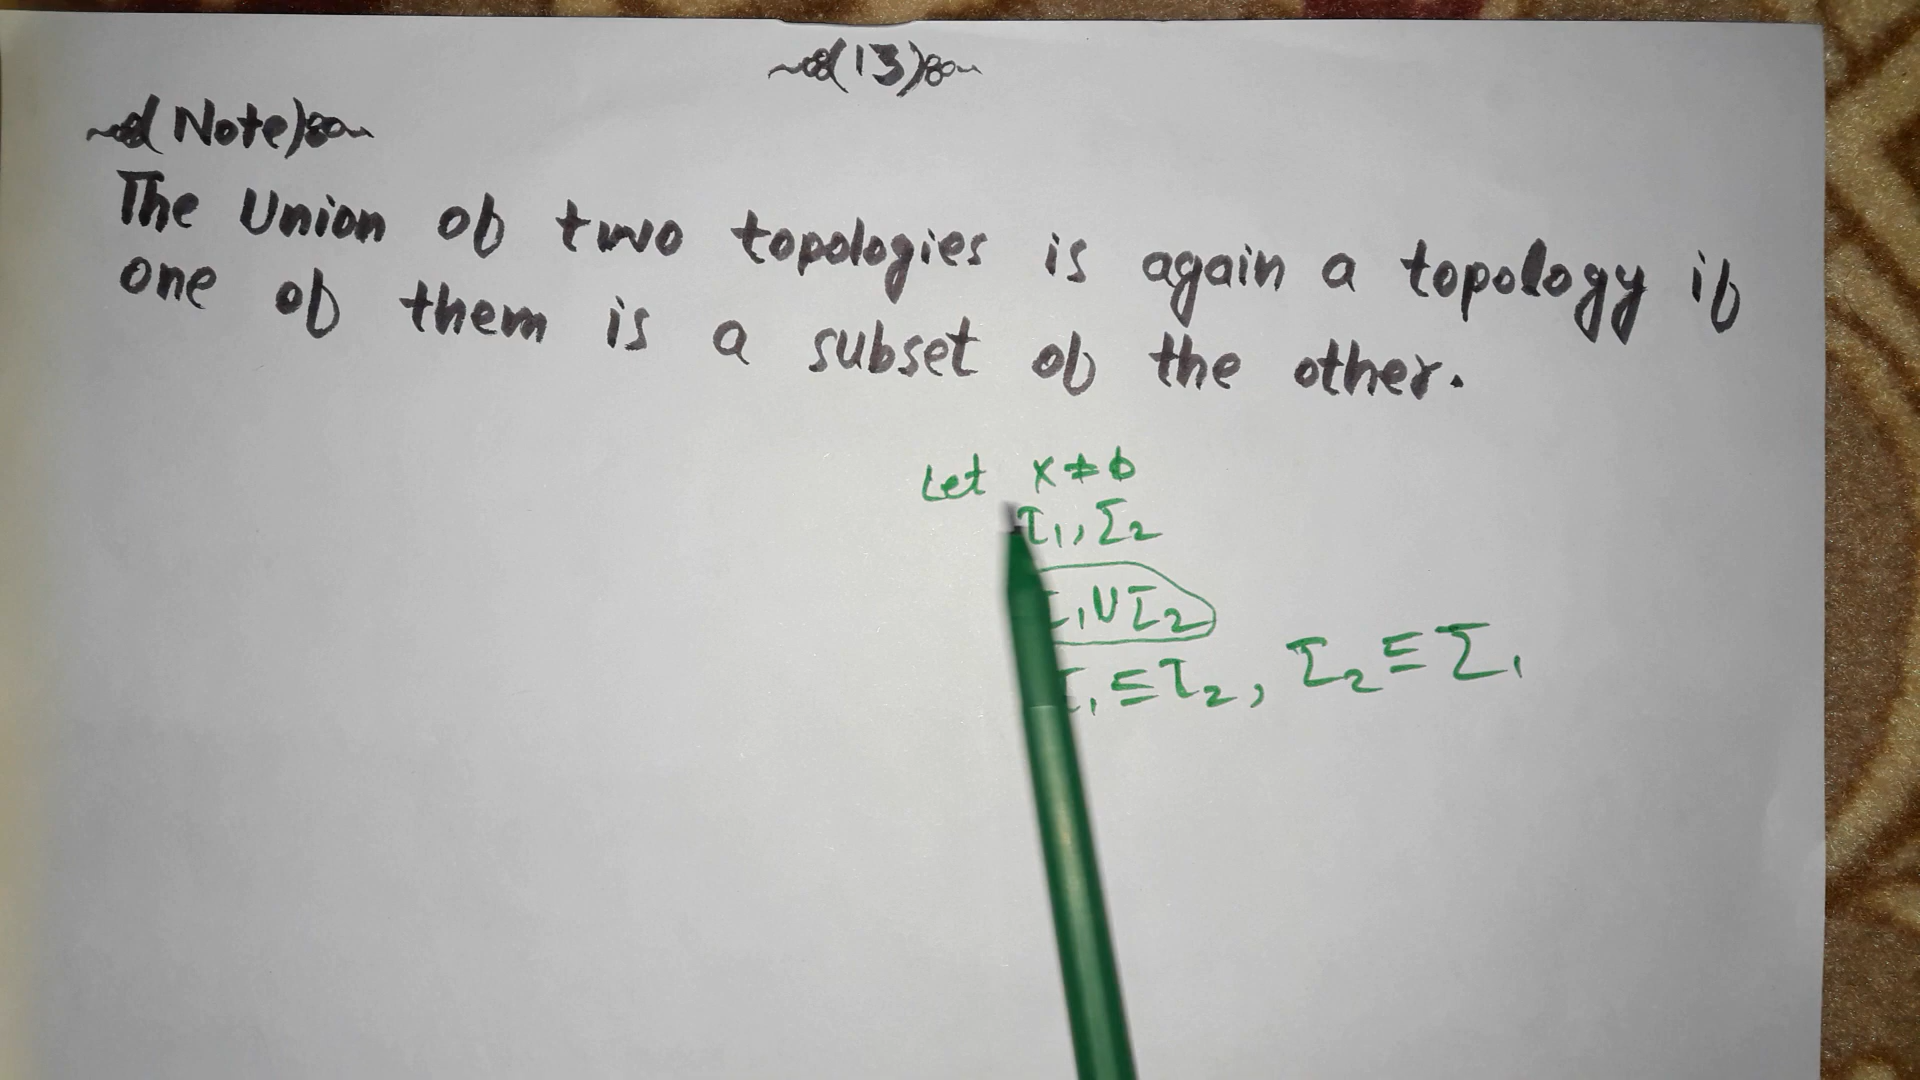 (13)
(Note)
The Union of two topologies is again a topology if
one of them is a subset of the other.
Let X ≠ ϕ
τ₁, τ₂
τ₁ ∪ τ₂
τ₁ ⊆ τ₂, τ₂ ⊆ τ₁